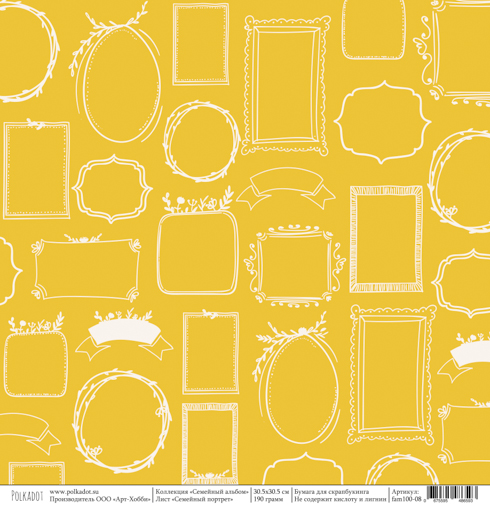 POLKADOT
www.polkadot.su
Производитель ООО «Арт-Хобби»
Коллекция «Семейный альбом»
Лист «Семейный портрет»
30.5x30.5 см
190 грамм
Бумага для скрапбукинга
Не содержит кислоту и лигнин
Артикул:
fam100-08